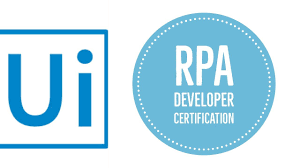 Ui
RPA
DEVELOPER
CERTIFICATION